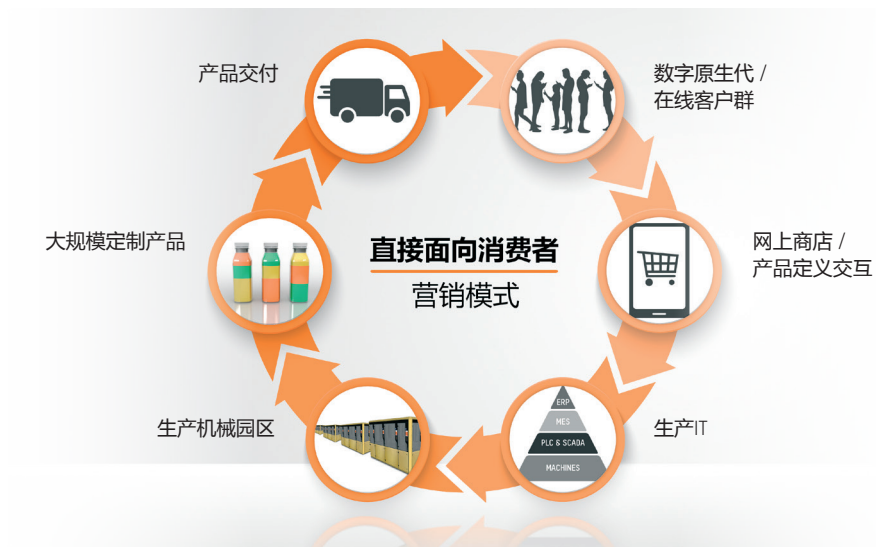 产品交付
数字原生代 /
在线客户群
大规模定制产品
直接面向消费者
营销模式
网上商店 /
产品定义交互
生产机械园区
ERP
MES
PLC & SCADA
MACHINES
生产IT